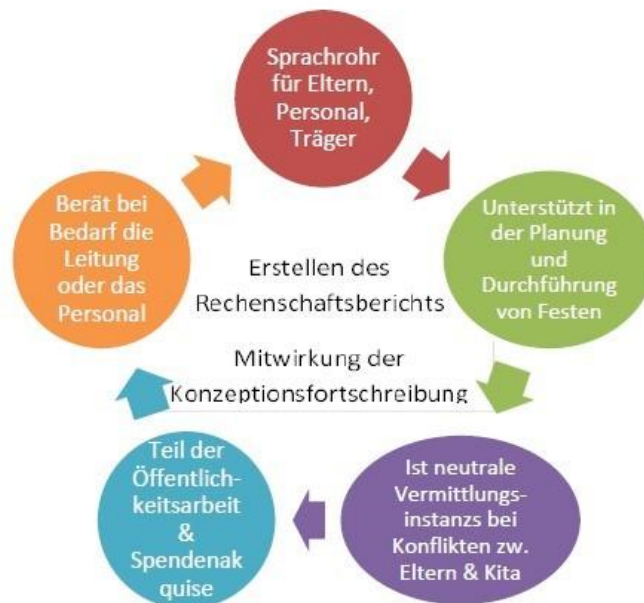 Sprachrohr
für Eltern,
Personal,
Träger
Unterstützt in
der Planung
und
Durchführung
von Festen
Ist neutrale
Vermittlungs-
instanzs bei
Konflikten zw.
Eltern & Kita
Teil der
Öffentlich-
keitsarbeit
&
Spendenak
quise
Berät bei
Bedarf die
Leitung
oder das
Personal
Erstellen des
Rechenschaftsberichts
Mitwirkung der
Konzeptionsfortschreibung